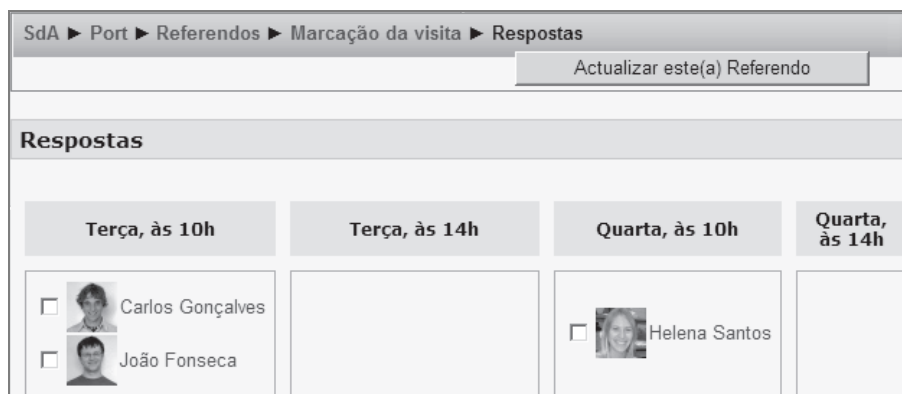 SdA ► Port ► Referendos ► Marcação da visita ► Respostas
Actualizar este(a) Referendo
Respostas
Terça, às 10h
Terça, às 14h
Quarta, às 10h
Quarta,
às 14h
Carlos Gonçalves
João Fonseca
Helena Santos